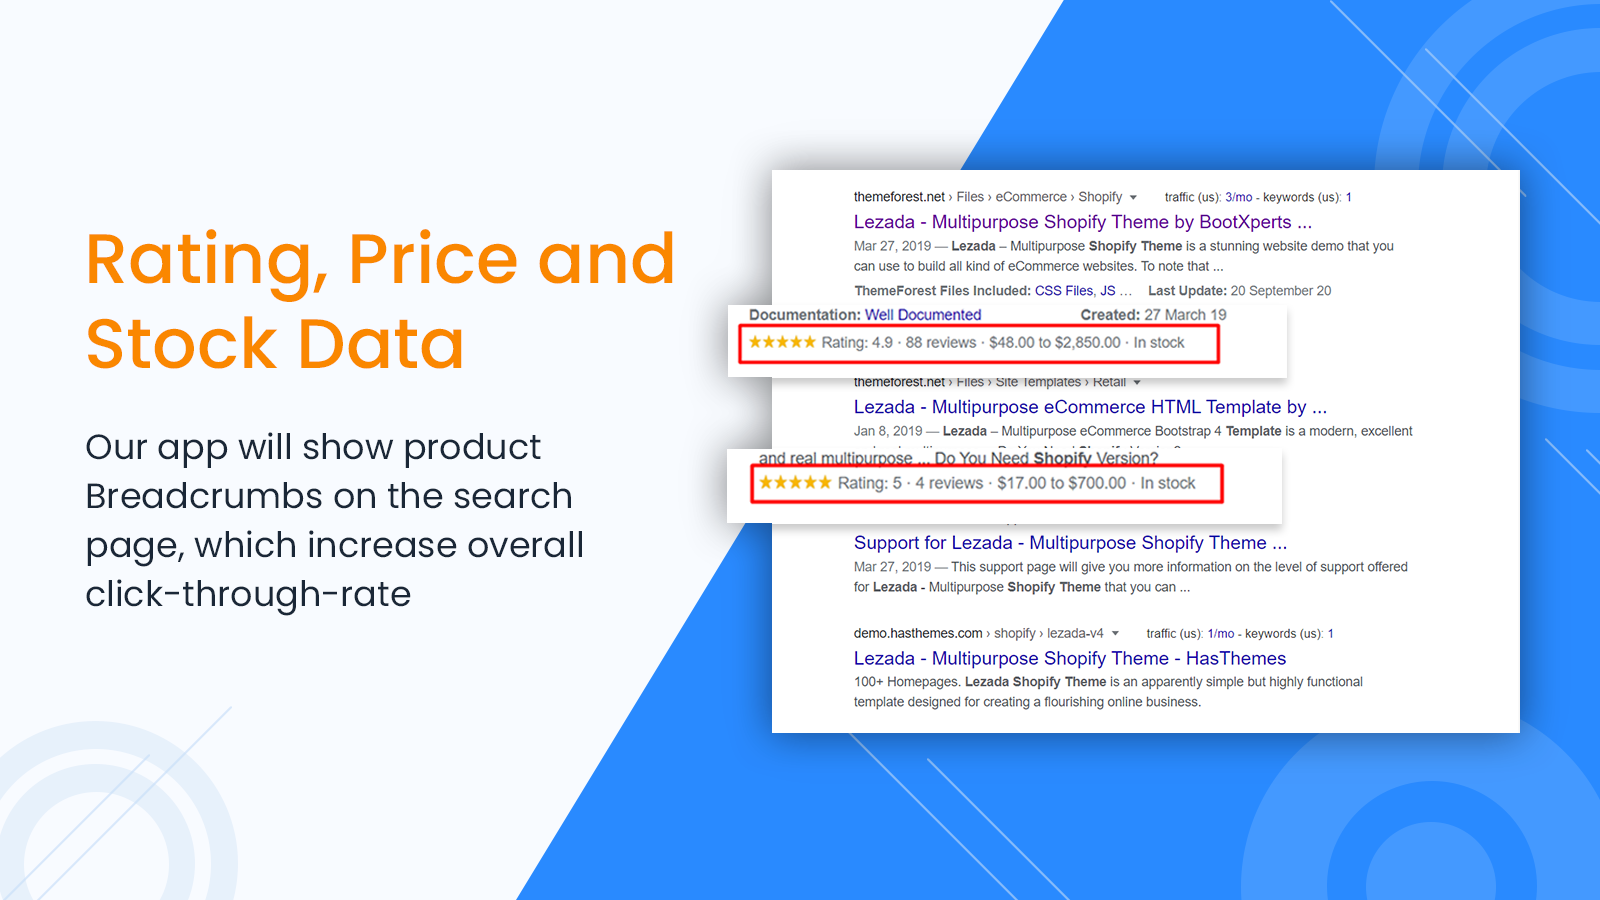 Rating, Price and
Stock Data
Our app will show product
Breadcrumbs on the search
page, which increase overall
click-through-rate
themeforest.net › Files › eCommerce › Shopify ▾ traffic (us): 3/mo - keywords (us): 1
Lezada - Multipurpose Shopify Theme by BootXperts ...
Mar 27, 2019 — Lezada – Multipurpose Shopify Theme is a stunning website demo that you
can use to build all kind of eCommerce websites. To note that ...
ThemeForest Files Included: CSS Files, JS ... Last Update: 20 September 20
Documentation: Well Documented Created: 27 March 19
★★★★★ Rating: 4.9 · 88 reviews · $48.00 to $2,850.00 · In stock
themeforest.net › Files › Site Templates › Retail ▾
Lezada - Multipurpose eCommerce HTML Template by ...
Jan 8, 2019 — Lezada – Multipurpose eCommerce Bootstrap 4 Template is a modern, excellent
and real multipurpose ... Do You Need Shopify Version?
★★★★★ Rating: 5 · 4 reviews · $17.00 to $700.00 · In stock
Support for Lezada - Multipurpose Shopify Theme ...
Mar 27, 2019 — This support page will give you more information on the level of support offered
for Lezada - Multipurpose Shopify Theme that you can ...
demo.hasthemes.com › shopify › lezada-v4 ▾ traffic (us): 1/mo - keywords (us): 1
Lezada - Multipurpose Shopify Theme - HasThemes
100+ Homepages. Lezada Shopify Theme is an apparently simple but highly functional
template designed for creating a flourishing online business.